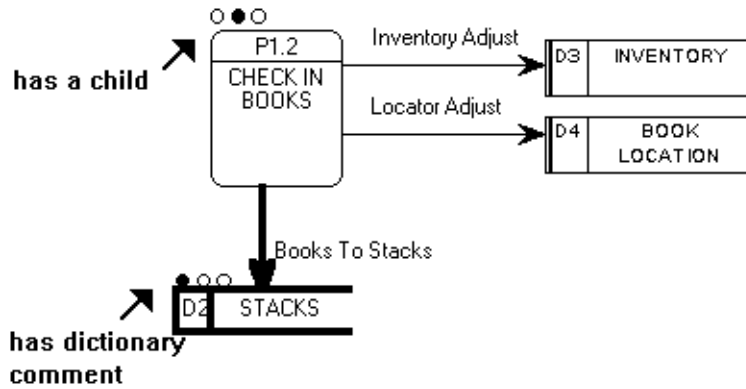 P1.2
CHECK IN
BOOKS
has a child
Inventory Adjust
D3 INVENTORY
Locator Adjust
D4 BOOK
LOCATION
Books To Stacks
D2 STACKS
has dictionary
comment